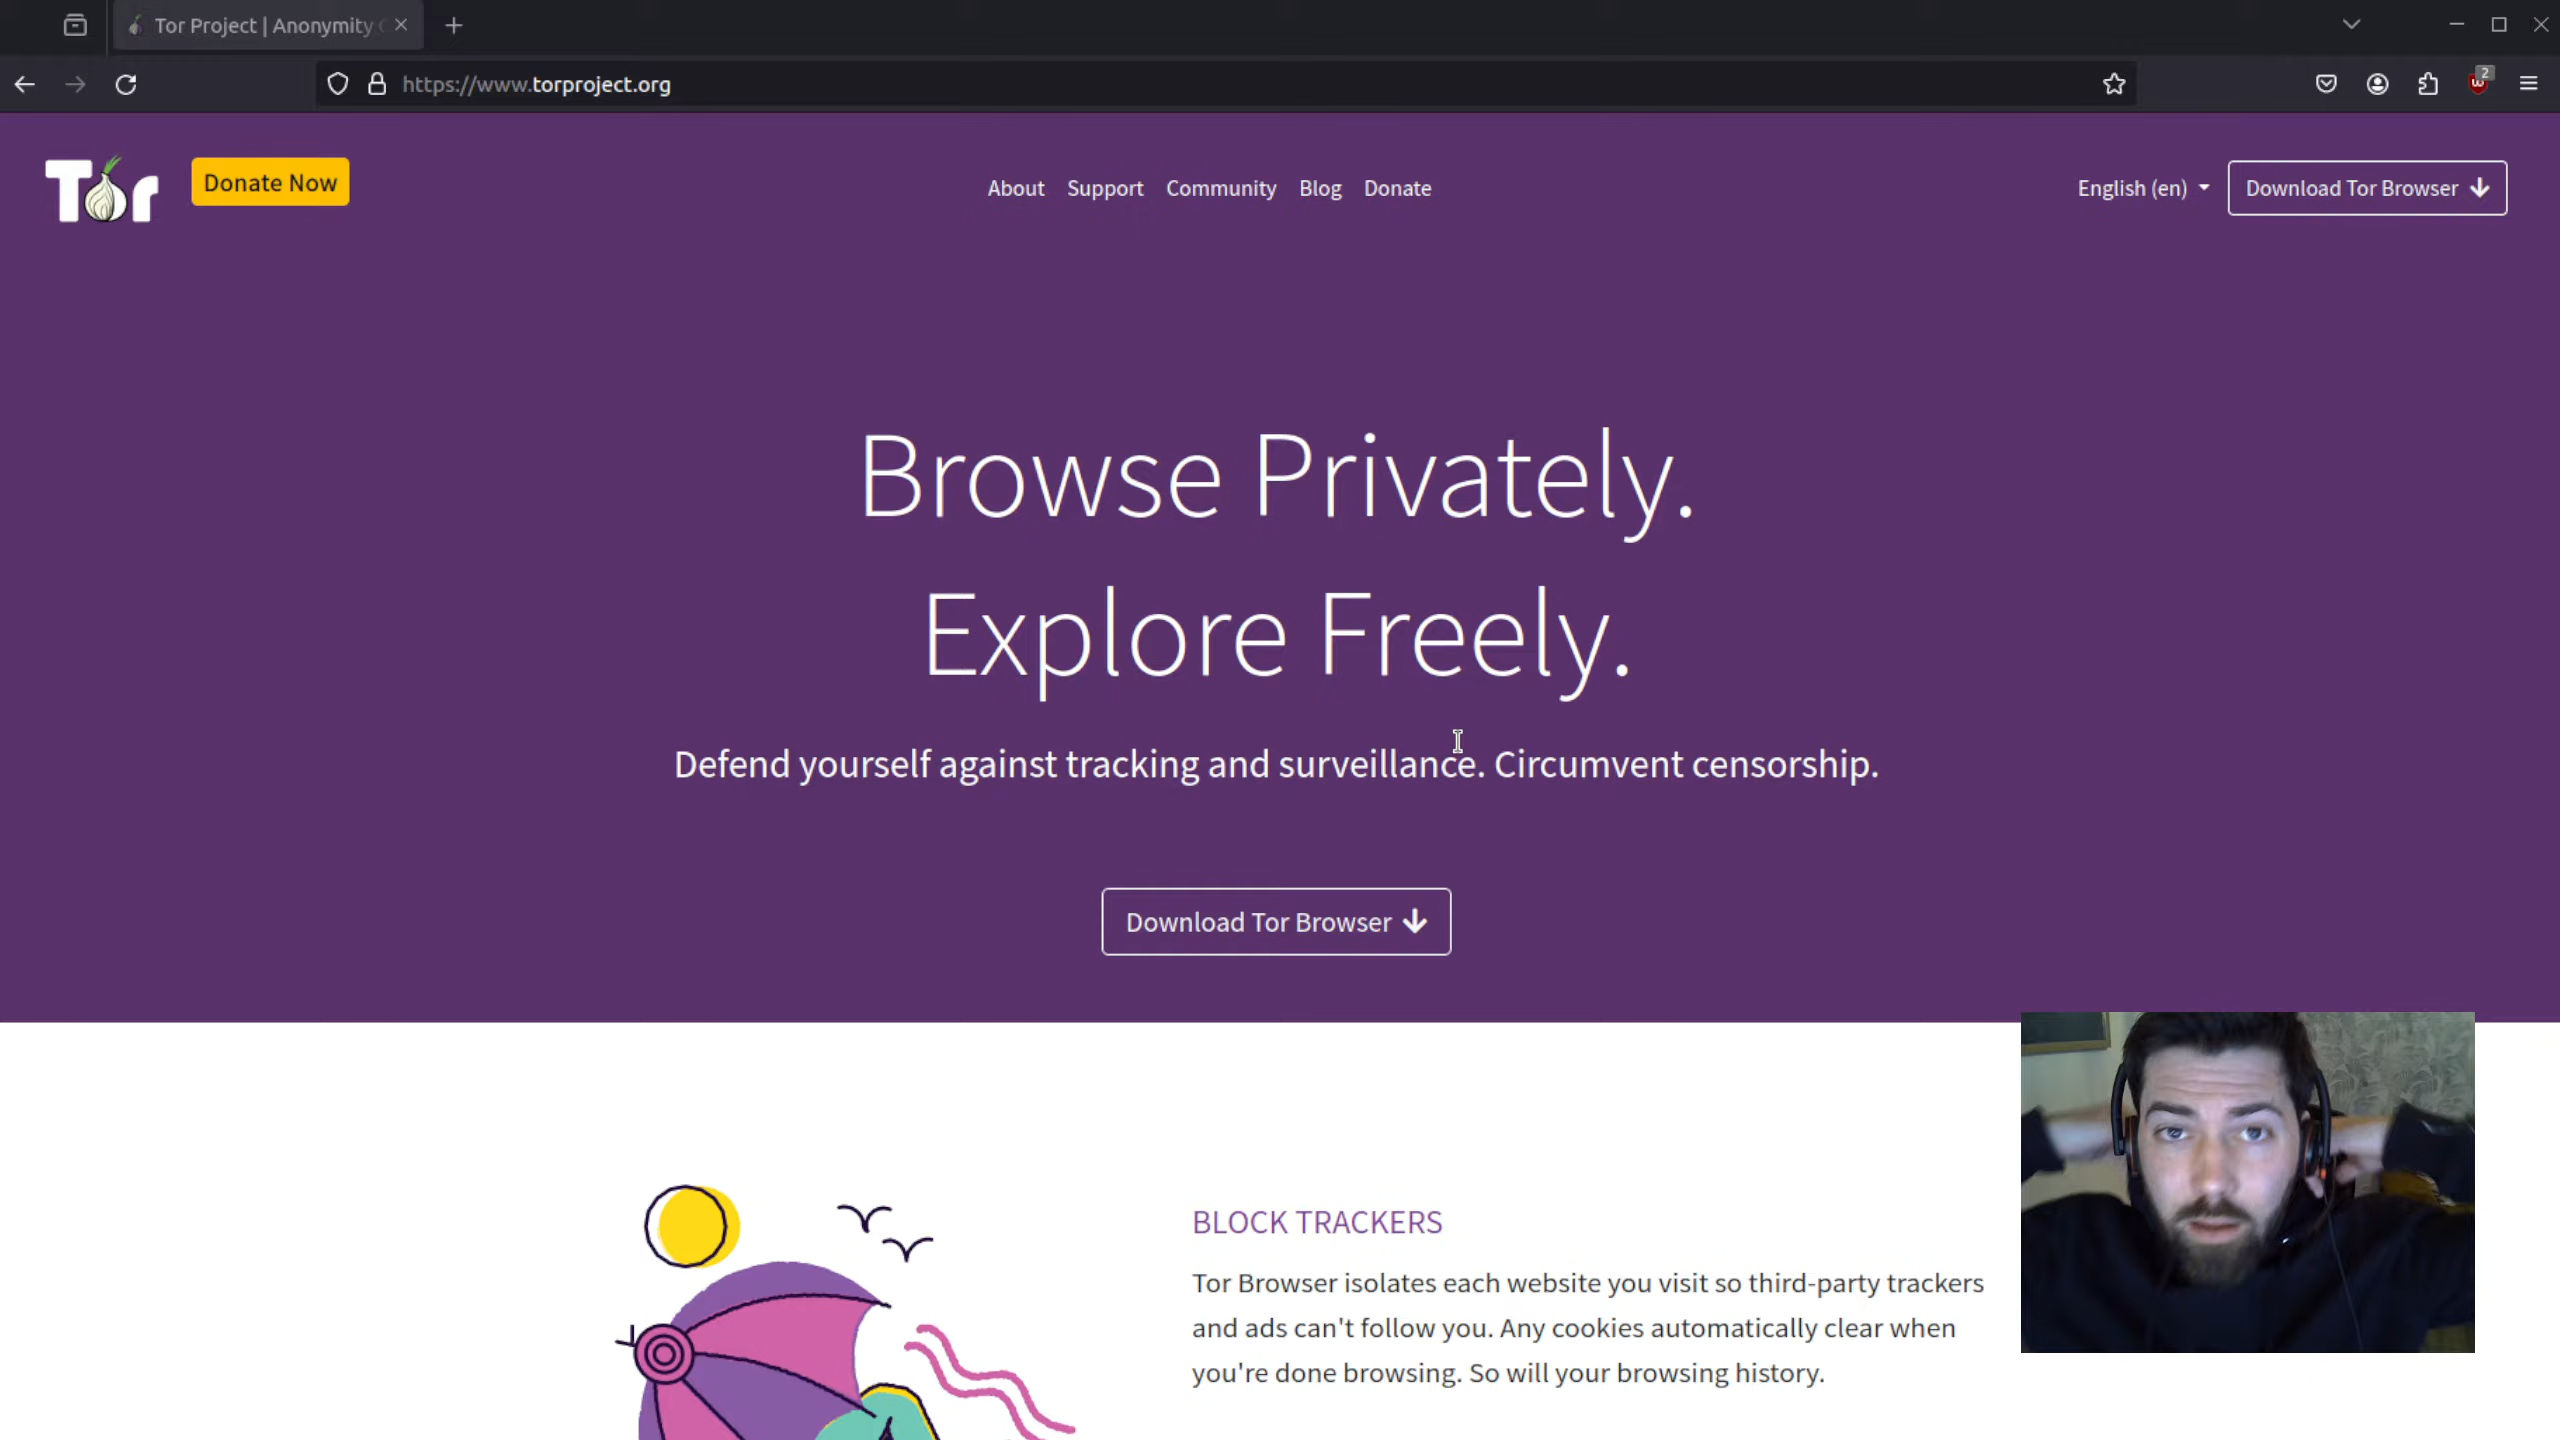 Tor Project | Anonymity
https://www.torproject.org
2
Tor
Donate Now
About Support Community Blog Donate
English (en)
Download Tor Browser
Browse Privately.
Explore Freely.
Defend yourself against tracking and surveillance. Circumvent censorship.
Download Tor Browser
BLOCK TRACKERS
Tor Browser isolates each website you visit so third-party trackers
and ads can't follow you. Any cookies automatically clear when
you're done browsing. So will your browsing history.